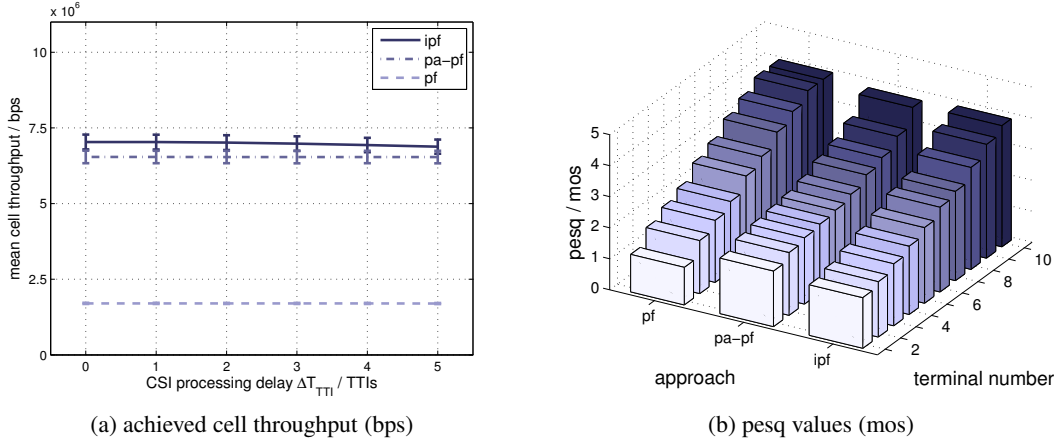 x 10^6
10
7.5
5
2.5
0
mean cell throughput / bps
ipf
pa-pf
pf
0 1 2 3 4 5
CSI processing delay ΔT_TTI / TTIs
(a) achieved cell throughput (bps)
5
4
3
2
1
0
pesq / mos
pf
pa-pf
ipf
approach
10
8
6
4
2
terminal number
(b) pesq values (mos)